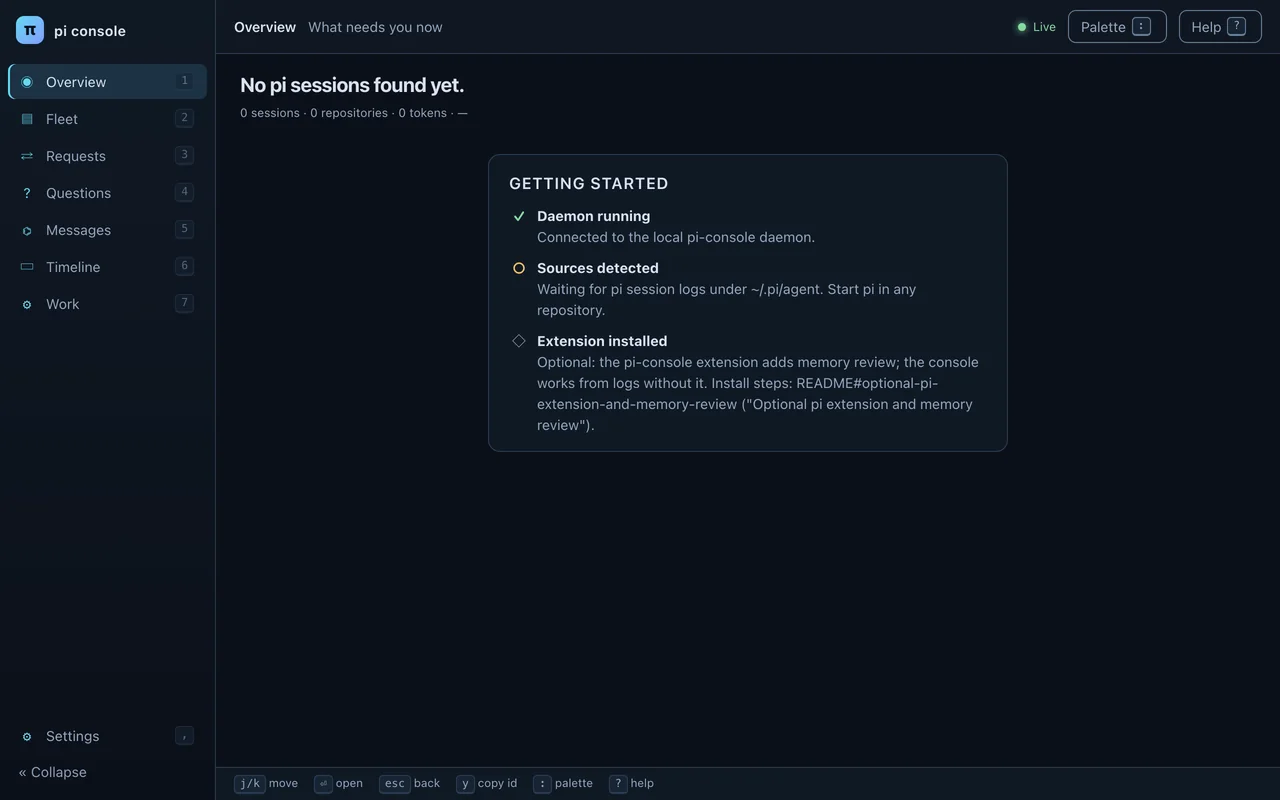 π pi console
Overview 1
Fleet 2
Requests 3
? Questions 4
Messages 5
Timeline 6
Work 7
Settings ,
« Collapse
Overview What needs you now
Live Palette : Help ?
No pi sessions found yet.
0 sessions · 0 repositories · 0 tokens · —
GETTING STARTED
Daemon running
Connected to the local pi-console daemon.
Sources detected
Waiting for pi session logs under ~/.pi/agent. Start pi in any
repository.
Extension installed
Optional: the pi-console extension adds memory review; the console
works from logs without it. Install steps: README#optional-pi-
extension-and-memory-review ("Optional pi extension and memory
review").
j/k move ⏎ open esc back y copy id : palette ? help